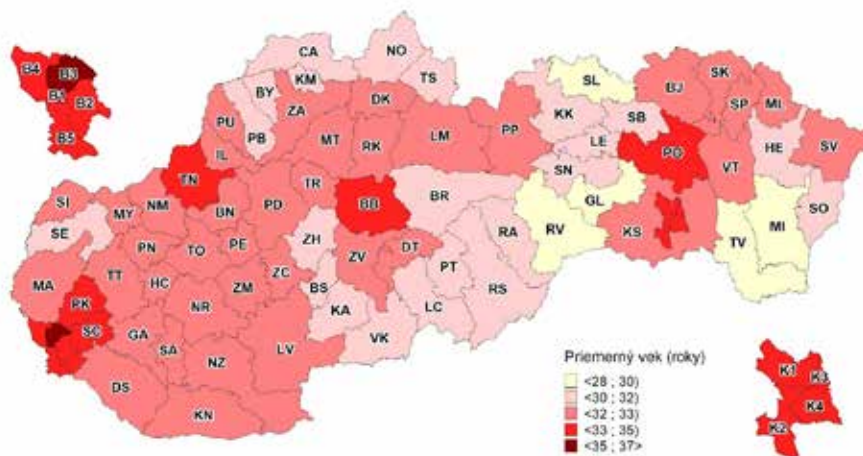 CA
NO
B4
B3
KM
TS
SL
BY
BJ
SK
B1
B2
PU
ZA
DK
SP
ML
PB
KK
SB
B5
MT
RK
LM
PP
IL
LE
PO
HE
SV
TN
SN
VT
TR
BR
SI
NM
BN
PD
BB
GL
SO
MY
SE
RA
RV
KS
MI
PN
TO
PE
ZH
ZV
DT
TV
TT
ZC
PT
MA
HC
ZM
BS
RS
PK
NR
KA
LC
SC
GA
SA
VK
NZ
LV
DS
KN
Priemerný vek (roky)
<28 ; 30)
<30 ; 32)
<32 ; 33)
<33 ; 35)
<35 ; 37>
K1
K3
K4
K2